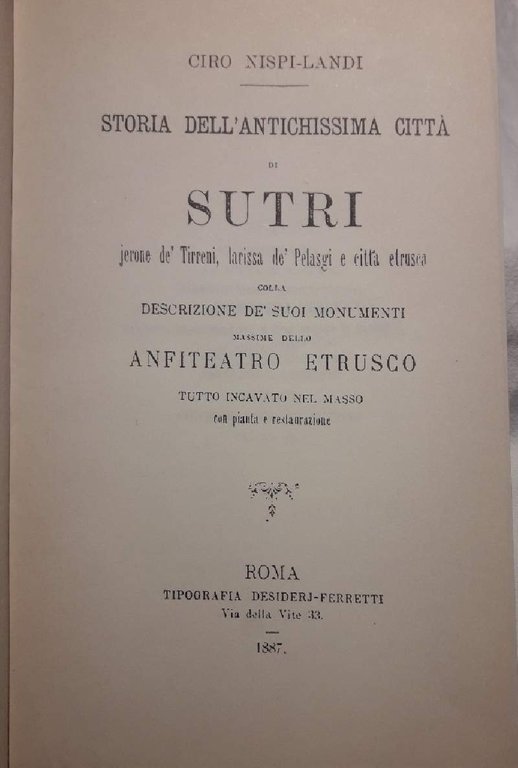 CIRO NISPI-LANDI
STORIA DELL'ANTICHISSIMA CITTÀ
DI
SUTRI
jerone de' Tirreni, larissa de' Pelasgi e città etrusca
COLLA
DESCRIZIONE DE' SUOI MONUMENTI
MASSIME DELLO
ANFITEATRO ETRUSCO
TUTTO INCAVATO NEL MASSO
con pianta e restaurazione
ROMA
TIPOGRAFIA DESIDERJ-FERRETTI
Via della Vite 33.
1887.